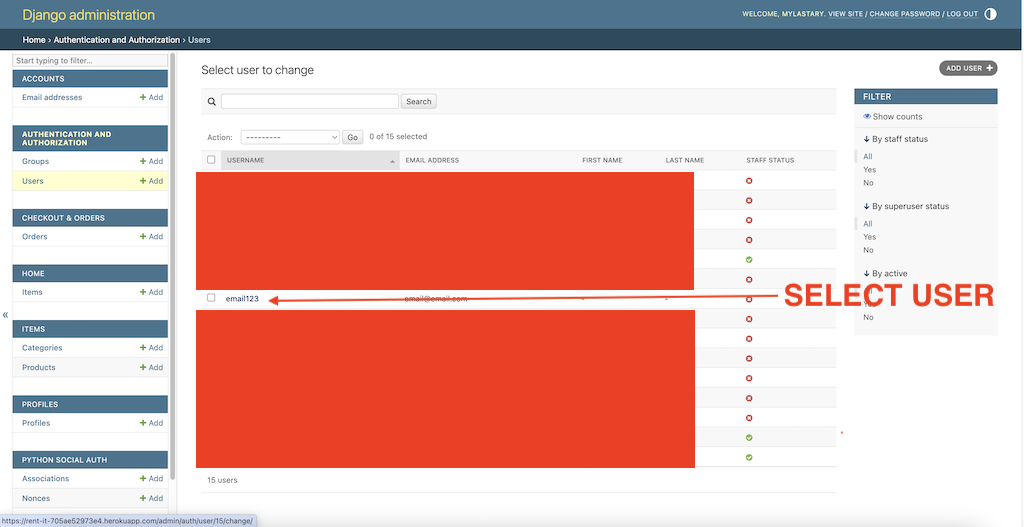 Django administration
WELCOME, MYLASTARY. VIEW SITE / CHANGE PASSWORD / LOG OUT
Home › Authentication and Authorization › Users
Start typing to filter...
ACCOUNTS
Email addresses + Add
AUTHENTICATION AND
AUTHORIZATION
Groups + Add
Users + Add
CHECKOUT & ORDERS
Orders + Add
HOME
Items + Add
«
ITEMS
Categories + Add
Products + Add
PROFILES
Profiles + Add
PYTHON SOCIAL AUTH
Associations + Add
Nonces + Add
Select user to change
ADD USER +
Search
Action: --------- Go 0 of 15 selected
USERNAME EMAIL ADDRESS FIRST NAME LAST NAME STAFF STATUS
email123 email@email.com - -
SELECT USER
15 users
FILTER
Show counts
↓ By staff status
All
Yes
No
↓ By superuser status
All
Yes
No
↓ By active
No
https://rent-it-705ae52973e4.herokuapp.com/admin/auth/user/15/change/